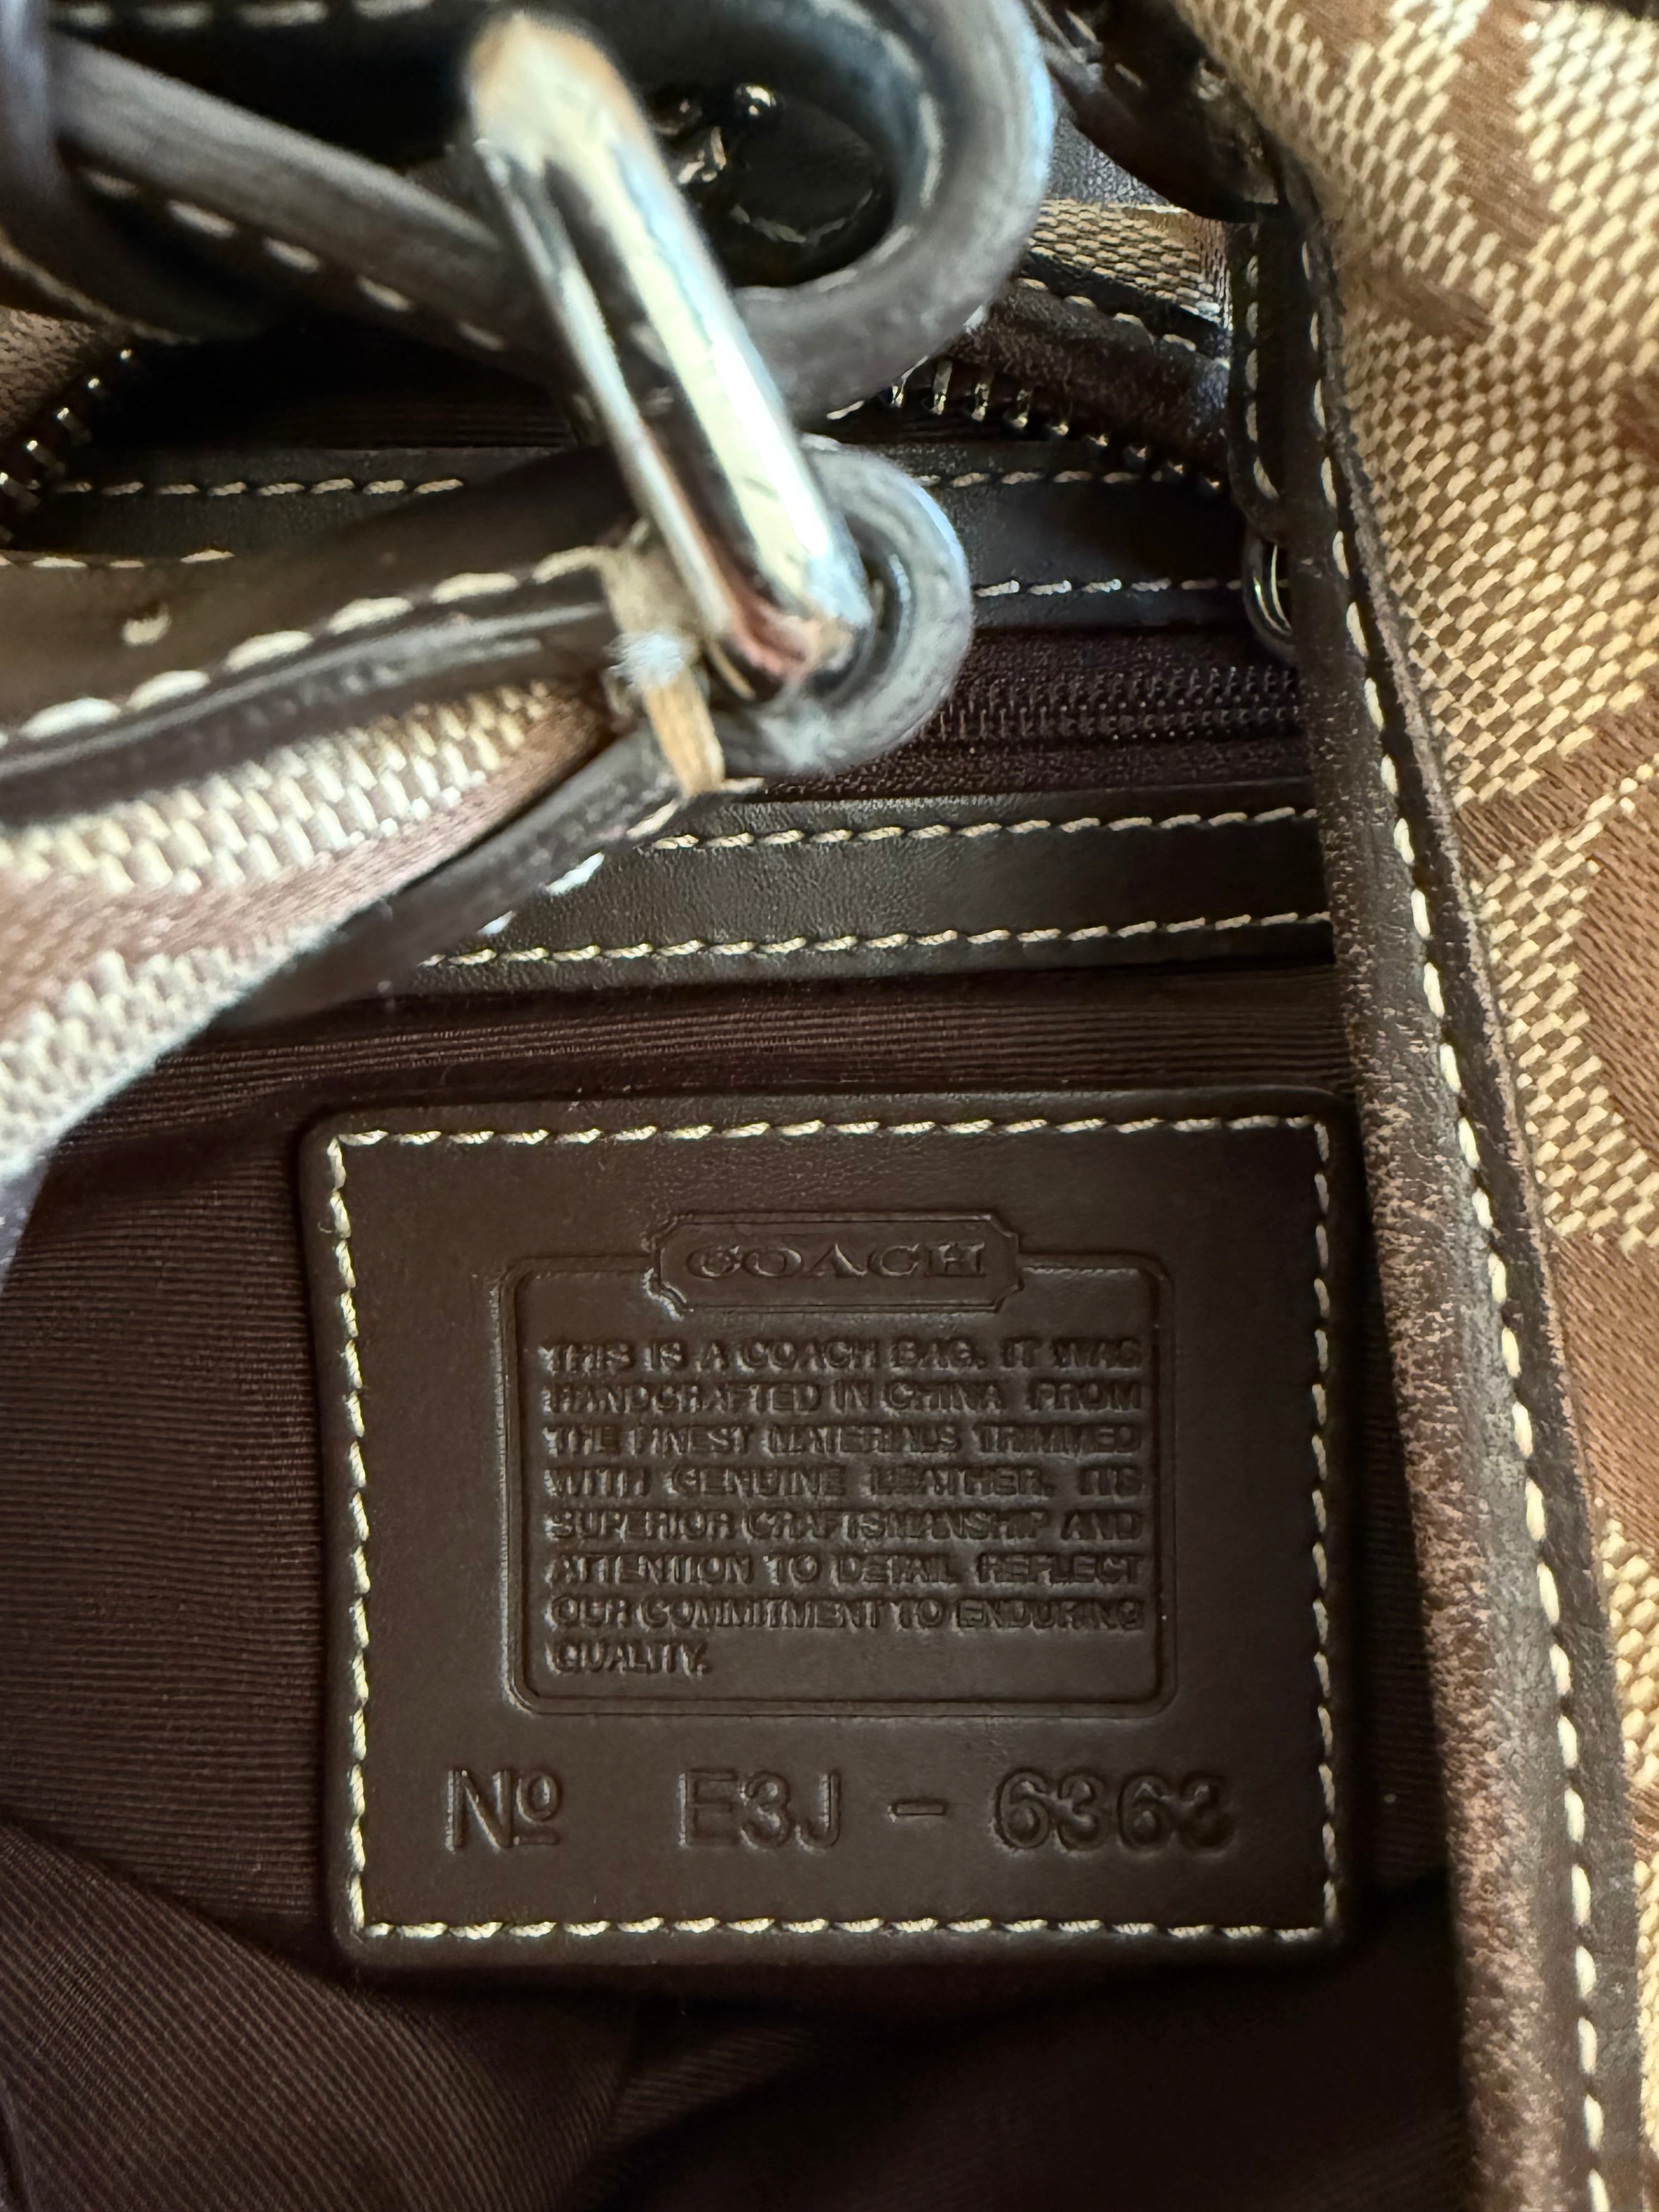 COACH
THIS IS A COACH BAG. IT WAS
HANDCRAFTED IN CHINA FROM
THE FINEST MATERIALS TRIMMED
WITH GENUINE LEATHER. ITS
SUPERIOR CRAFTSMANSHIP AND
ATTENTION TO DETAIL REFLECT
OUR COMMITMENT TO ENDURING
QUALITY.
Nº E3J - 6363